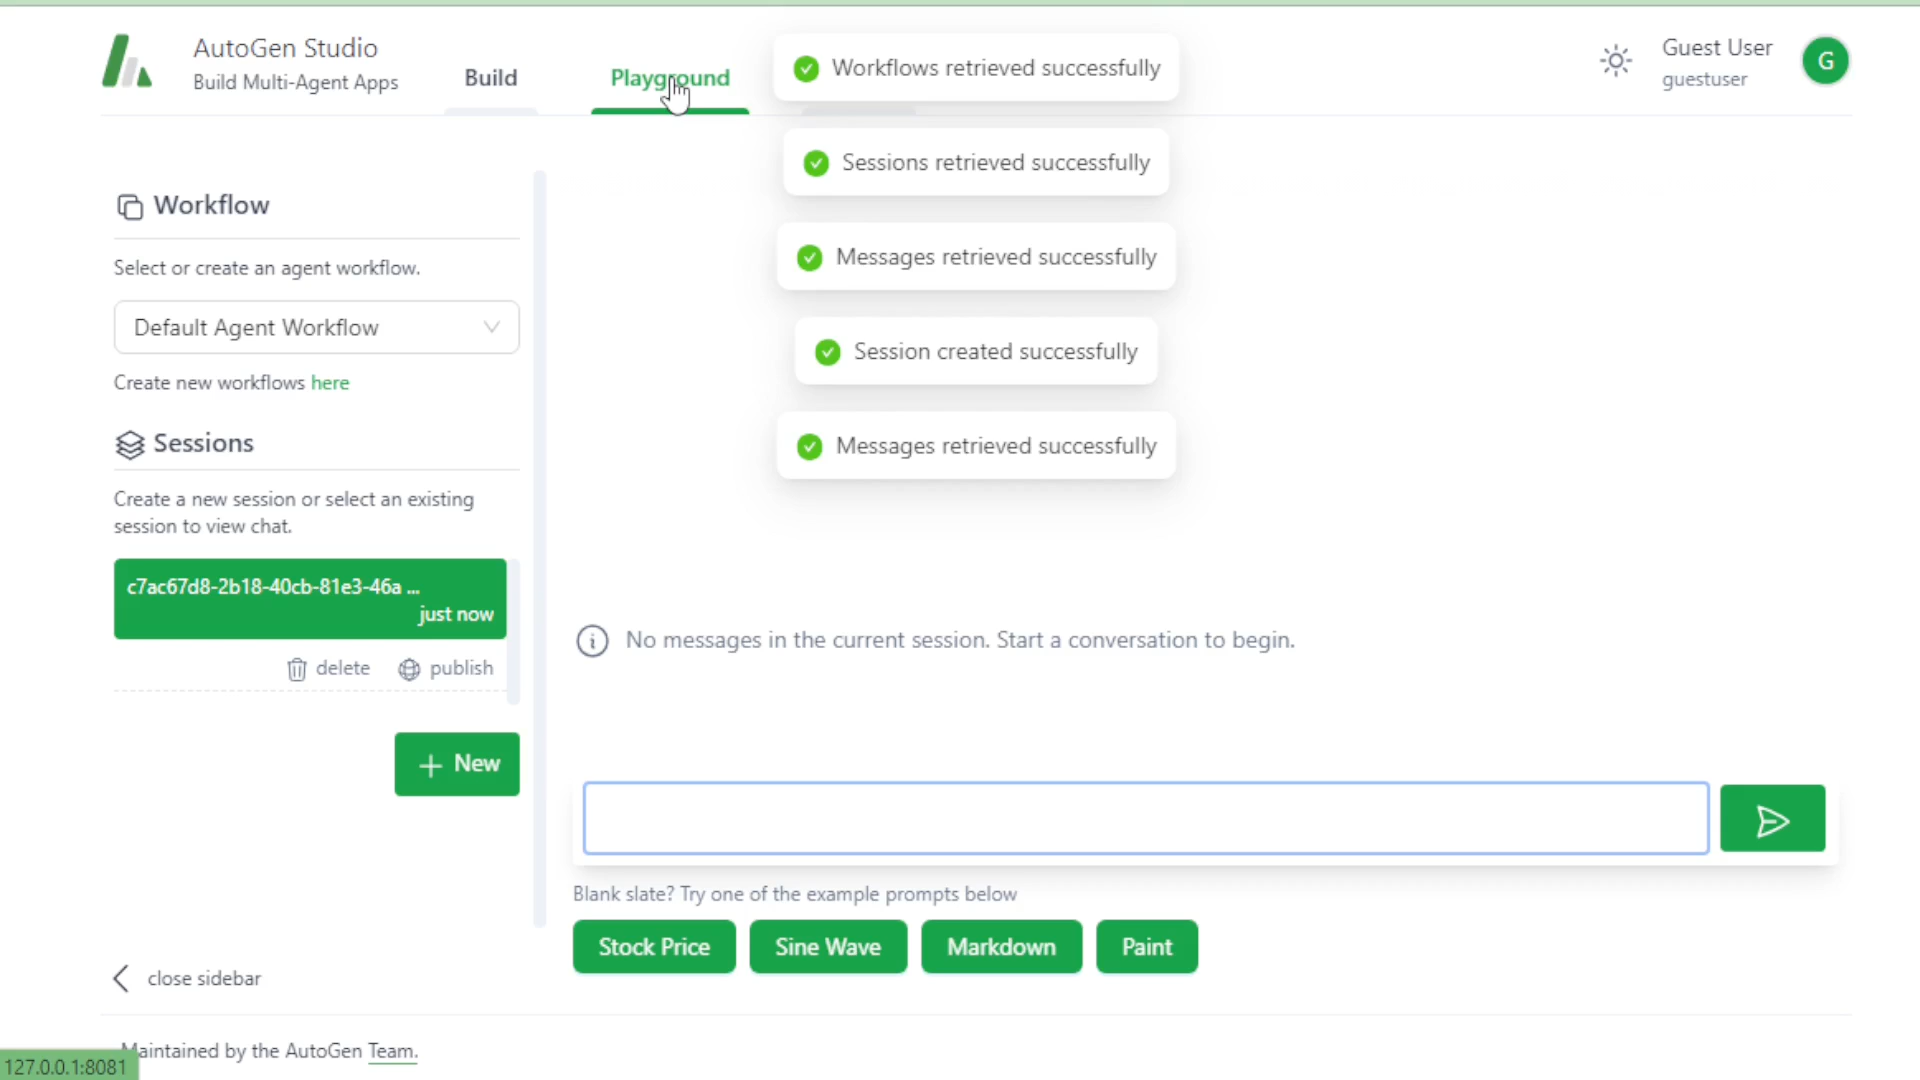 AutoGen Studio
Build Multi-Agent Apps
Build
Playground
Workflows retrieved successfully
Guest User
guestuser
G
Sessions retrieved successfully
Messages retrieved successfully
Session created successfully
Messages retrieved successfully
Workflow
Select or create an agent workflow.
Default Agent Workflow
Create new workflows here
Sessions
Create a new session or select an existing
session to view chat.
c7ac67d8-2b18-40cb-81e3-46a ...
just now
delete
publish
+ New
No messages in the current session. Start a conversation to begin.
Blank slate? Try one of the example prompts below
Stock Price
Sine Wave
Markdown
Paint
close sidebar
Maintained by the AutoGen Team.
127.0.0.1:8081